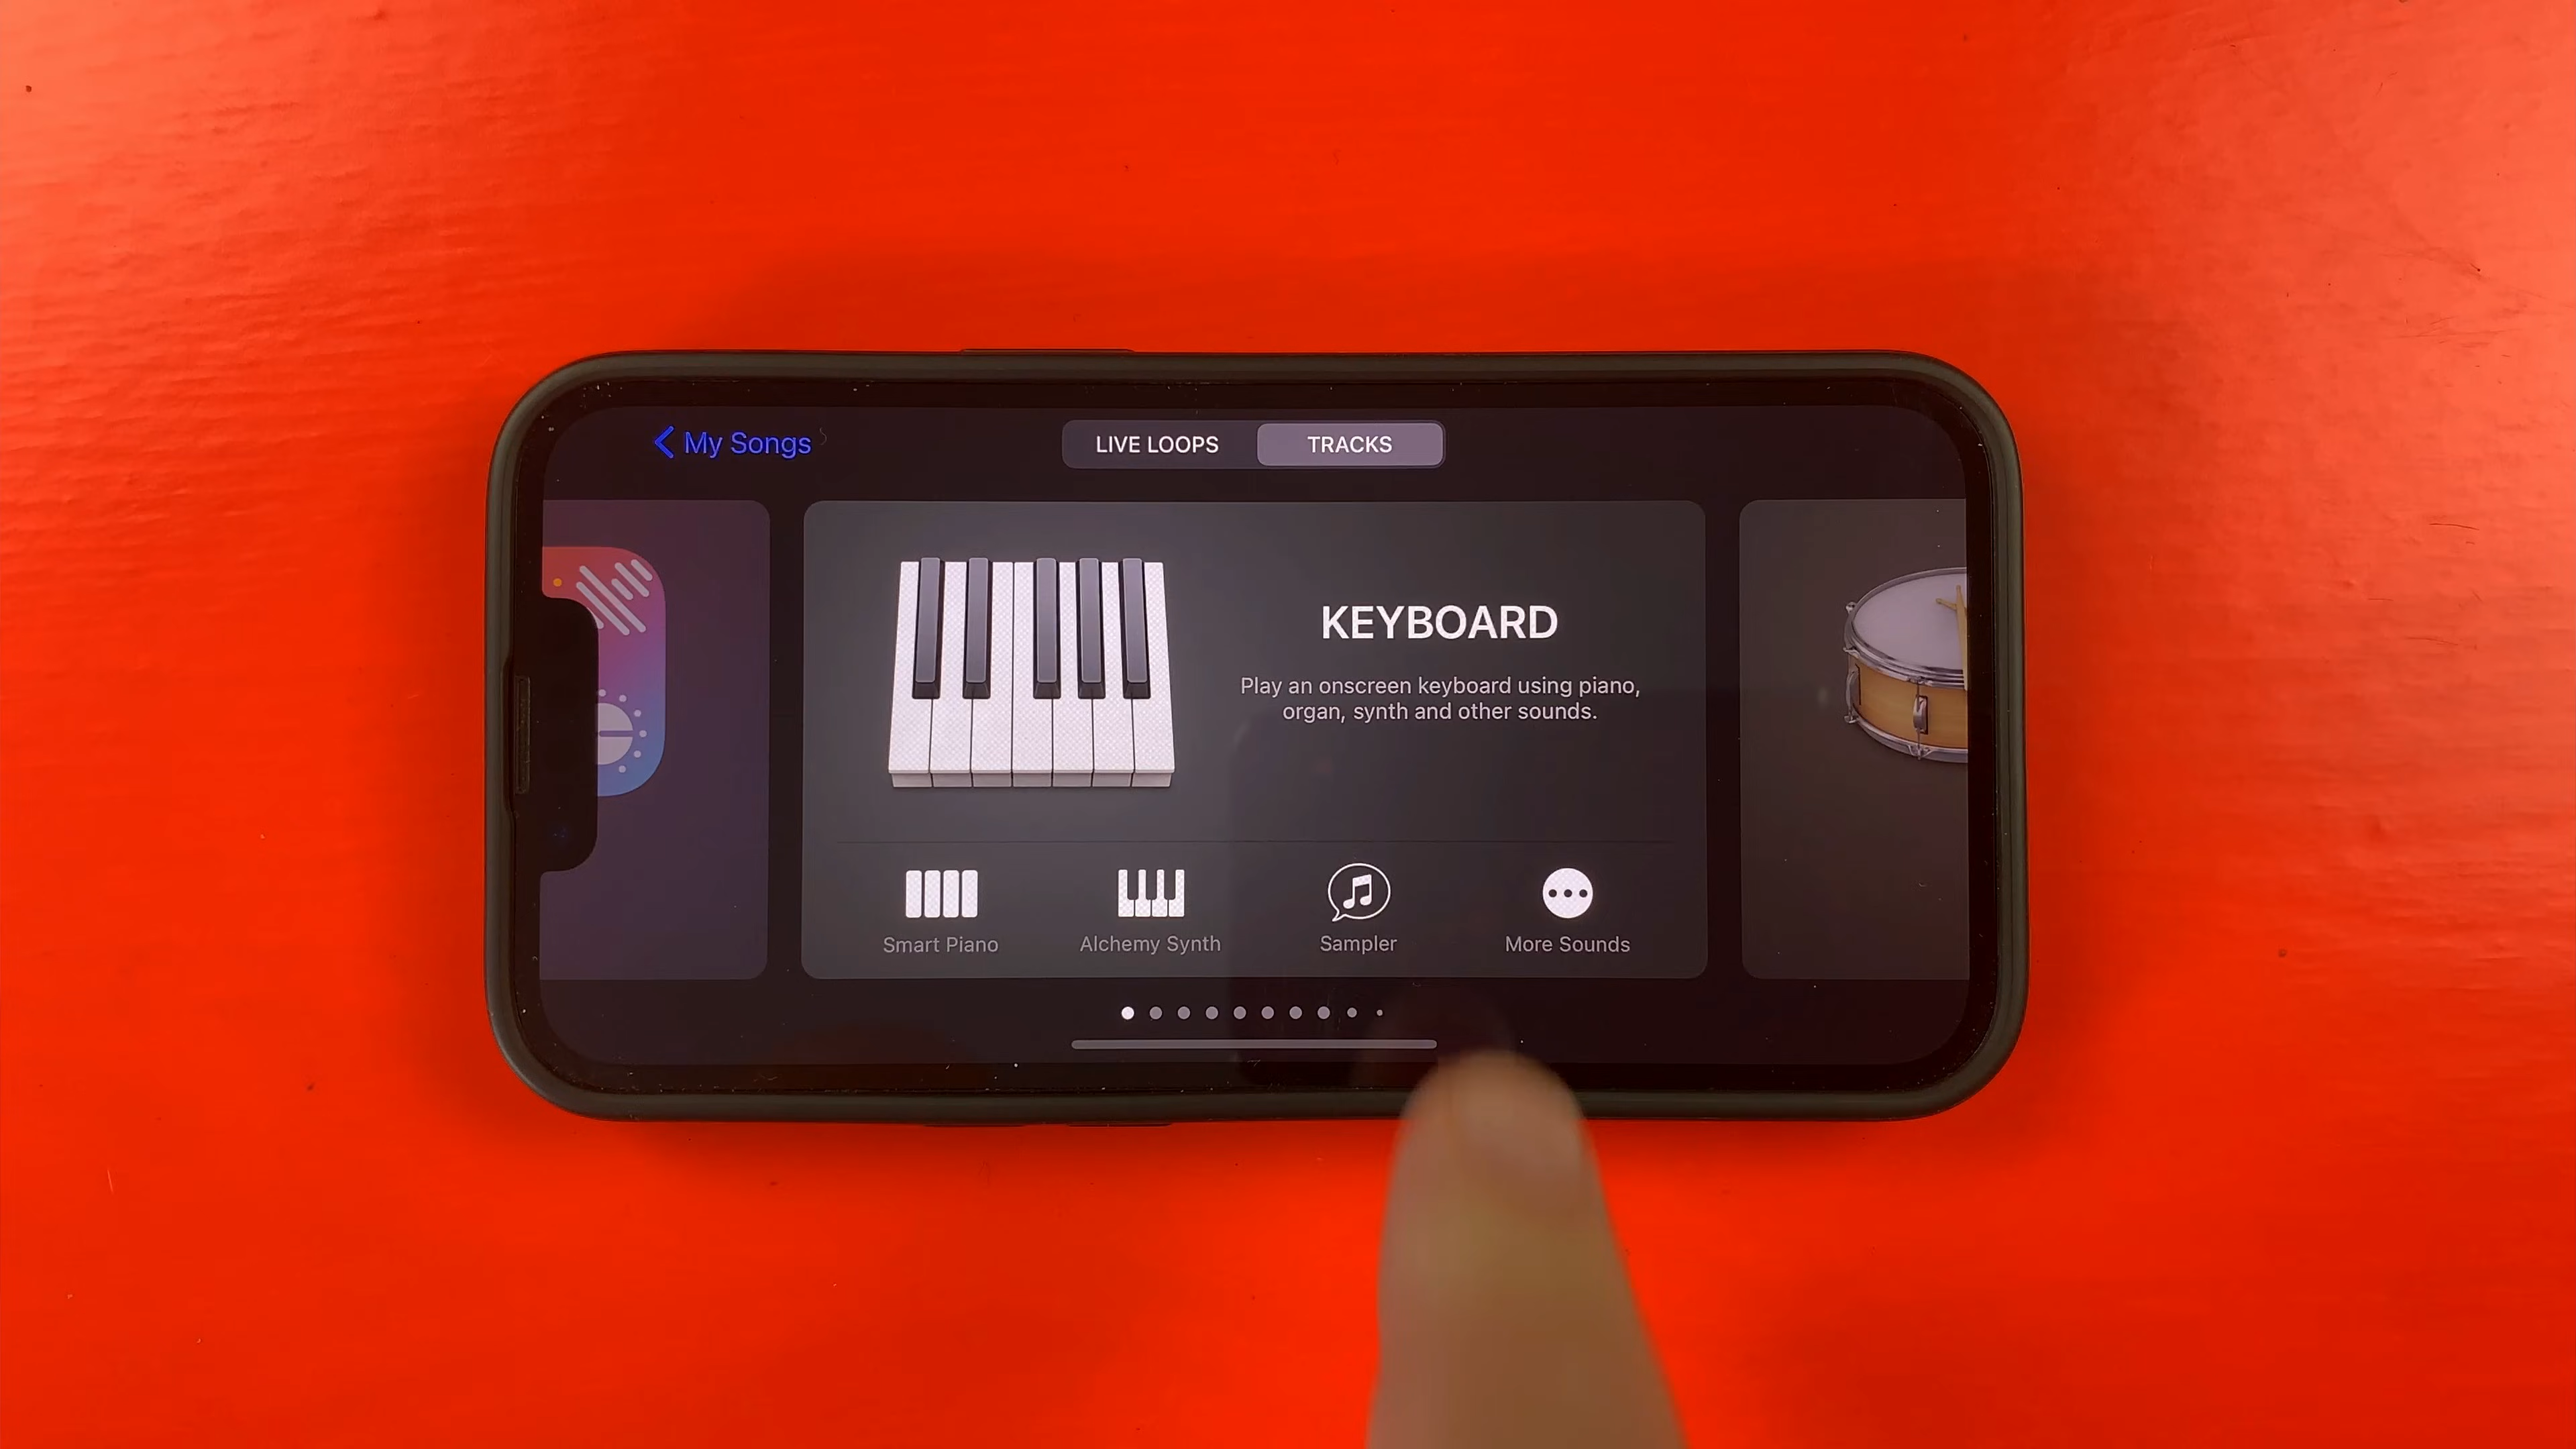 My Songs
LIVE LOOPS
TRACKS
KEYBOARD
Play an onscreen keyboard using piano,
organ, synth and other sounds.
Smart Piano
Alchemy Synth
Sampler
More Sounds